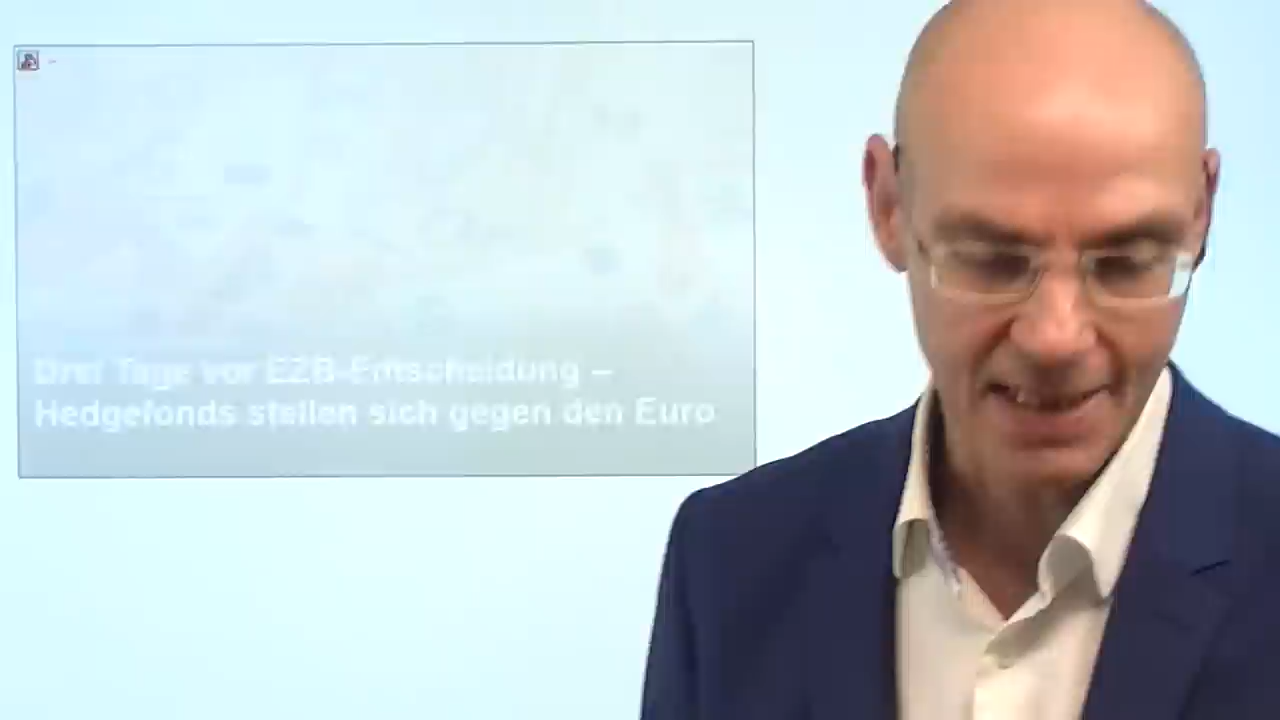 Drei Tage vor EZB-Entscheidung –
Hedgefonds stellen sich gegen den Euro